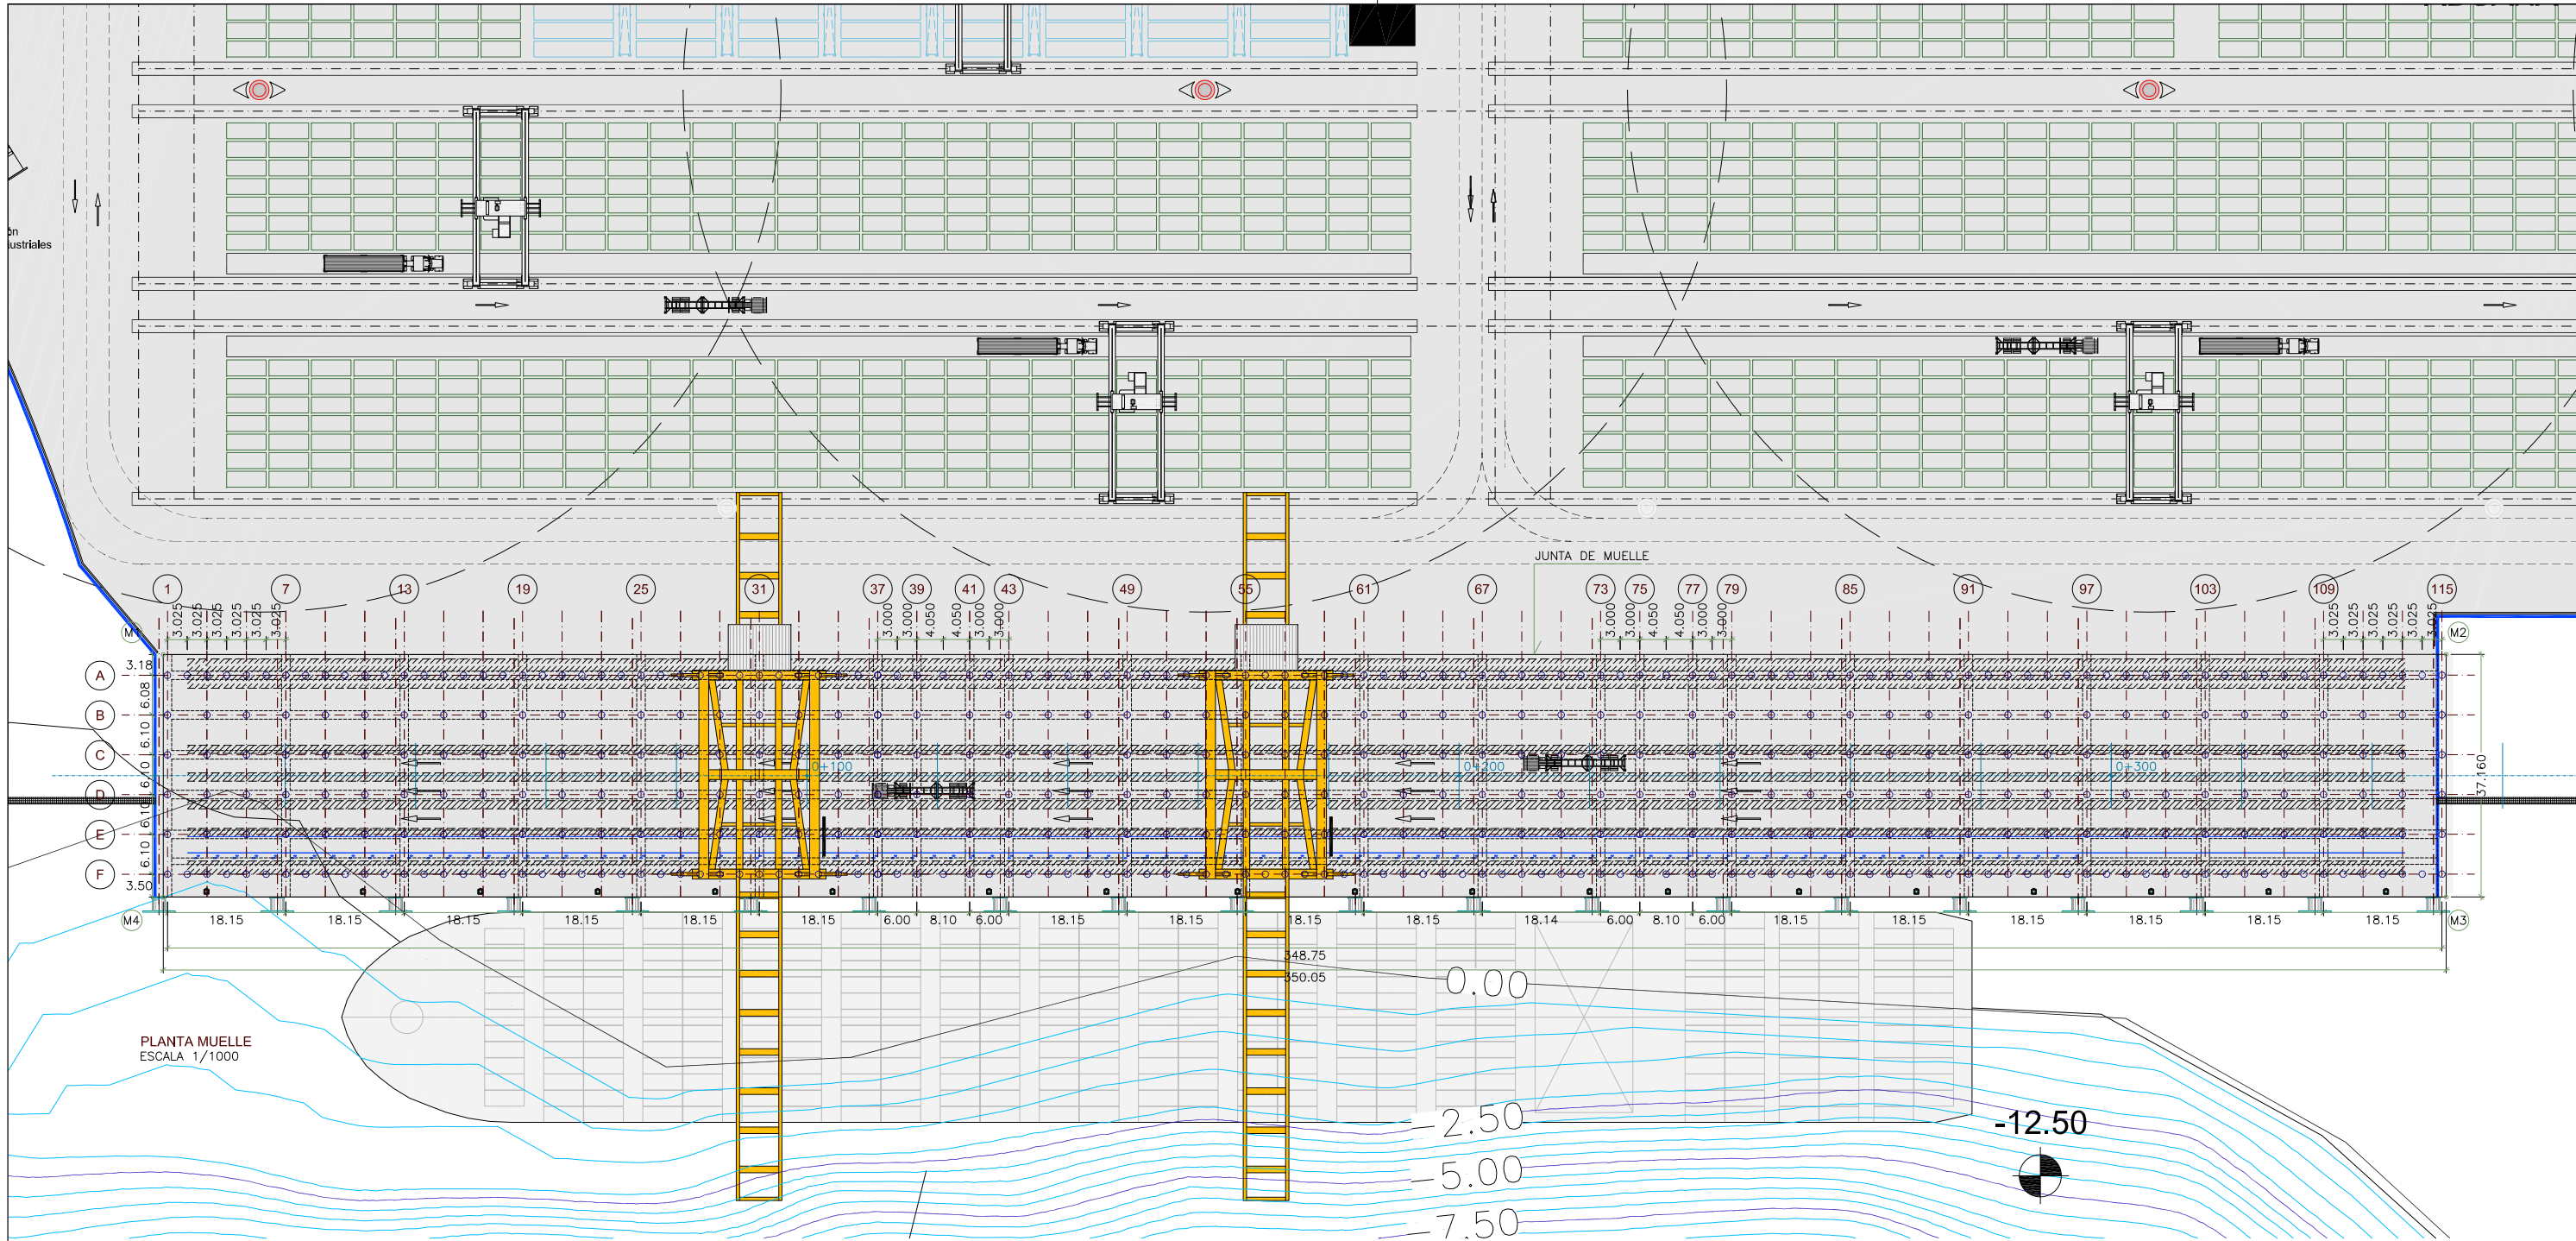 ón
ustriales
JUNTA DE MUELLE
1 7 13 19 25 31 37 39 41 43 49 55 61 67 73 75 77 79 85 91 97 103 109 115
3.025 3.025 3.025 3.025 3.025 3.025 3.000 3.000 4.050 4.050 3.000 3.000 3.000 3.000 4.050 4.050 3.000 3.000 3.025 3.025 3.025 3.025 3.025 3.025
M1 M2
3.18
A
6.08
B
6.10
C
6.10
0+100 0+200 0+300
D
6.10
E
6.10
F
3.50
37.160
M4 18.15 18.15 18.15 18.15 18.15 18.15 6.00 8.10 6.00 18.15 18.15 18.15 18.15 18.14 6.00 8.10 6.00 18.15 18.15 18.15 18.15 18.15 18.15 M3
348.75
350.05
0.00
PLANTA MUELLE
ESCALA 1/1000
-2.50
-12.50
-5.00
-7.50